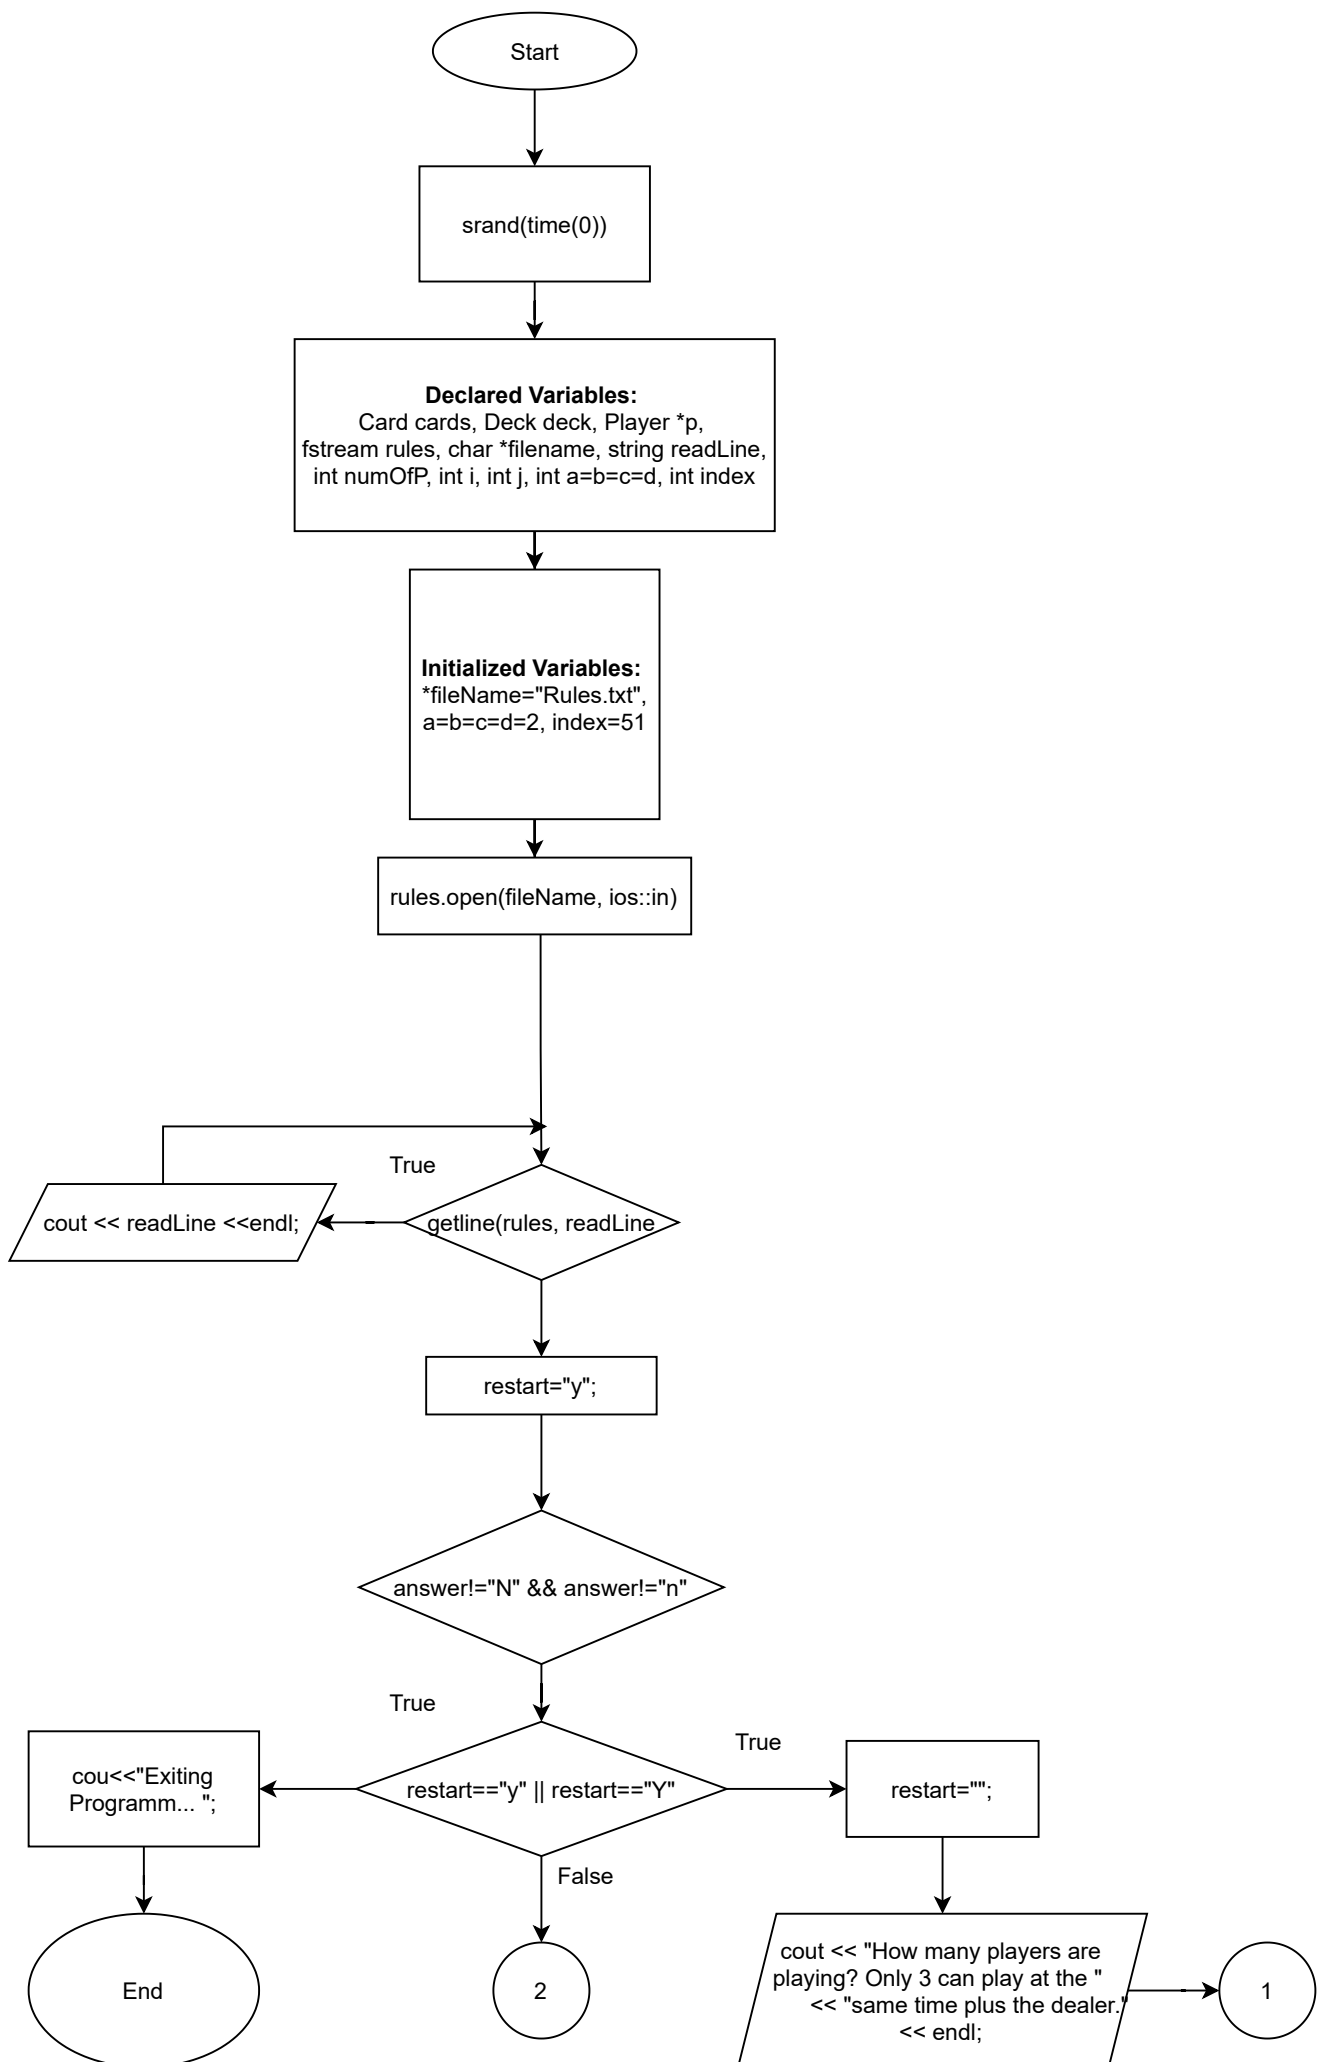 Start
srand(time(0))
Declared Variables:
Card cards, Deck deck, Player *p,
fstream rules, char *filename, string readLine,
int numOfP, int i, int j, int a=b=c=d, int index
Initialized Variables:
*fileName="Rules.txt",
a=b=c=d=2, index=51
rules.open(fileName, ios::in)
True
cout << readLine <<endl;
getline(rules, readLine
restart="y";
answer!="N" && answer!="n"
True
True
cou<<"Exiting
Programm... ";
restart=="y" || restart=="Y"
restart="";
False
End
2
cout << "How many players are
playing? Only 3 can play at the "
<< "same time plus the dealer."
<< endl;
1